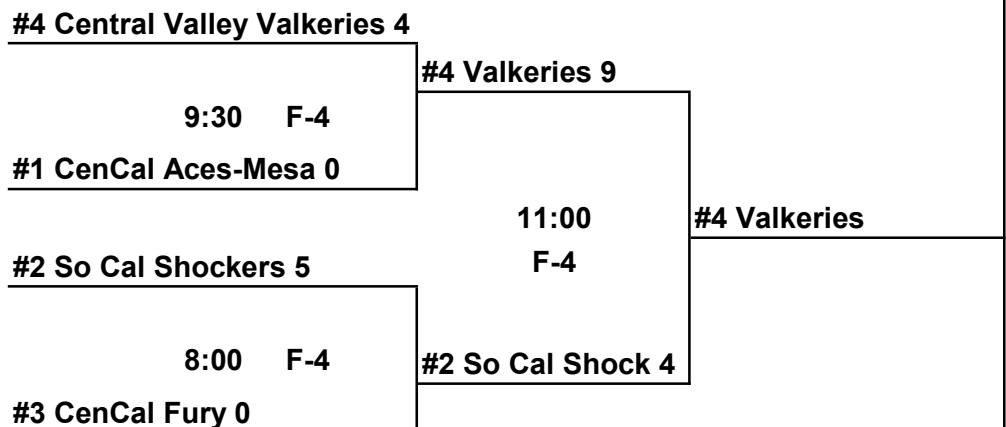 #4 Central Valley Valkeries 4
#4 Valkeries 9
9:30 F-4
#1 CenCal Aces-Mesa 0
11:00
F-4
#4 Valkeries
#2 So Cal Shockers 5
8:00 F-4
#2 So Cal Shock 4
#3 CenCal Fury 0